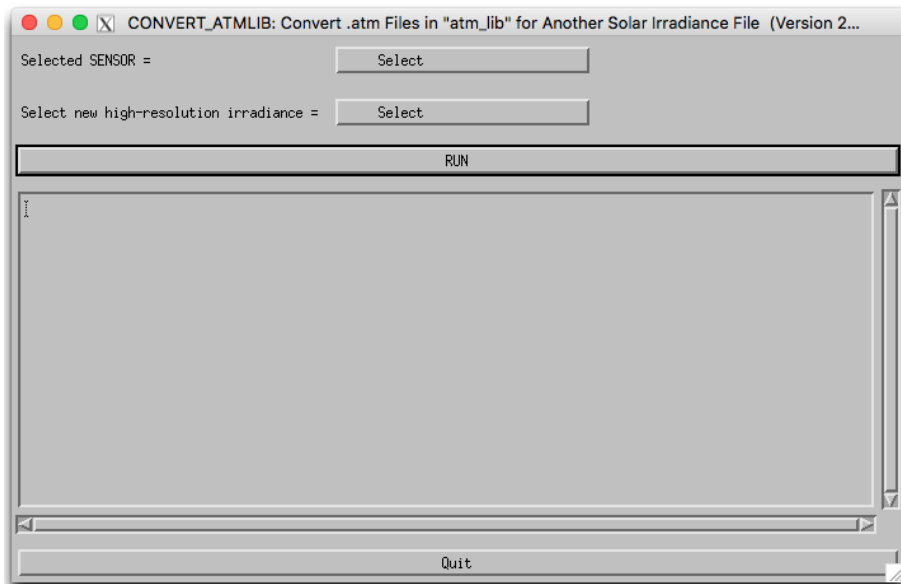 CONVERT_ATMLIB: Convert .atm Files in "atm_lib" for Another Solar Irradiance File (Version 2...
Selected SENSOR = Select
Select new high-resolution irradiance = Select
RUN
Quit